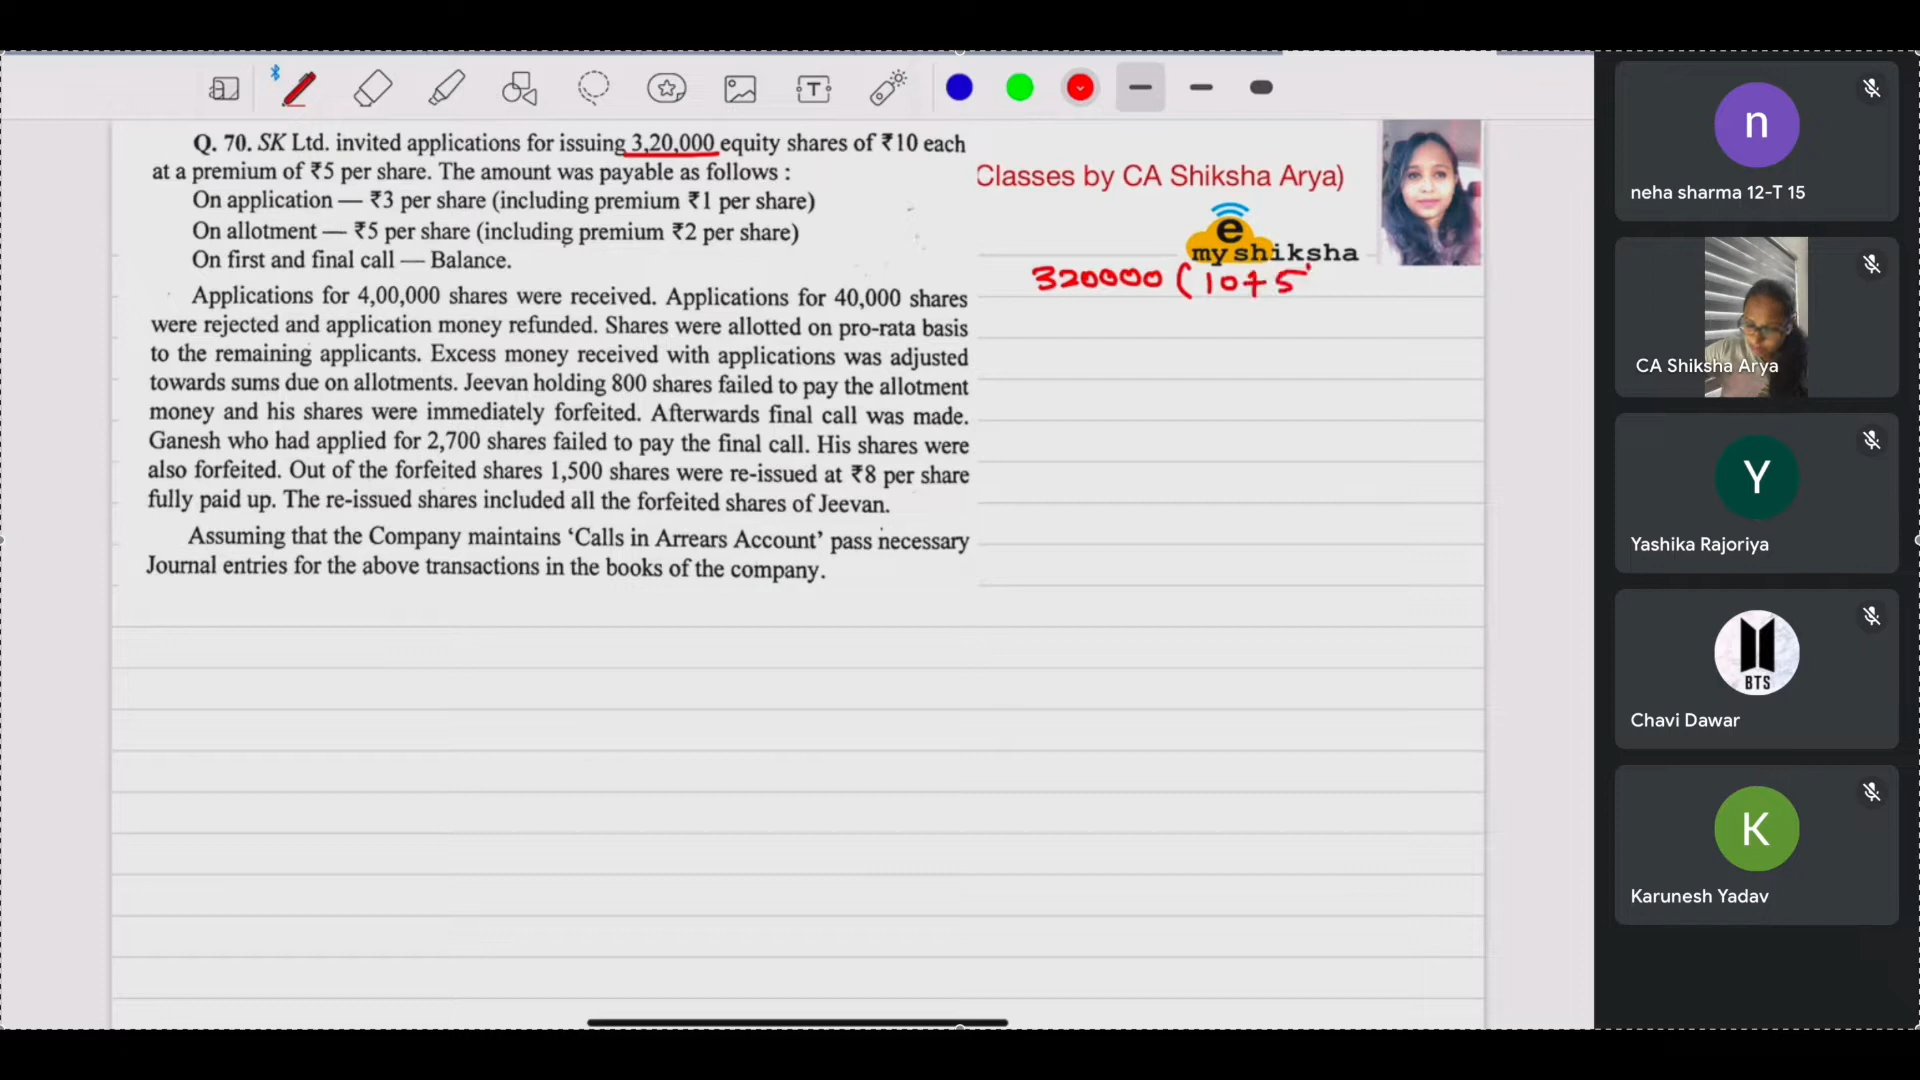 Q. 70. SK Ltd. invited applications for issuing 3,20,000 equity shares of ₹10 each
at a premium of ₹5 per share. The amount was payable as follows :
On application — ₹3 per share (including premium ₹1 per share)
On allotment — ₹5 per share (including premium ₹2 per share)
On first and final call — Balance.
Applications for 4,00,000 shares were received. Applications for 40,000 shares
were rejected and application money refunded. Shares were allotted on pro-rata basis
to the remaining applicants. Excess money received with applications was adjusted
towards sums due on allotments. Jeevan holding 800 shares failed to pay the allotment
money and his shares were immediately forfeited. Afterwards final call was made.
Ganesh who had applied for 2,700 shares failed to pay the final call. His shares were
also forfeited. Out of the forfeited shares 1,500 shares were re-issued at ₹8 per share
fully paid up. The re-issued shares included all the forfeited shares of Jeevan.
Assuming that the Company maintains ‘Calls in Arrears Account’ pass necessary
Journal entries for the above transactions in the books of the company.
Classes by CA Shiksha Arya)
e
my shiksha
320000 (10+5
T
n
neha sharma 12-T 15
CA Shiksha Arya
Y
Yashika Rajoriya
BTS
Chavi Dawar
K
Karunesh Yadav